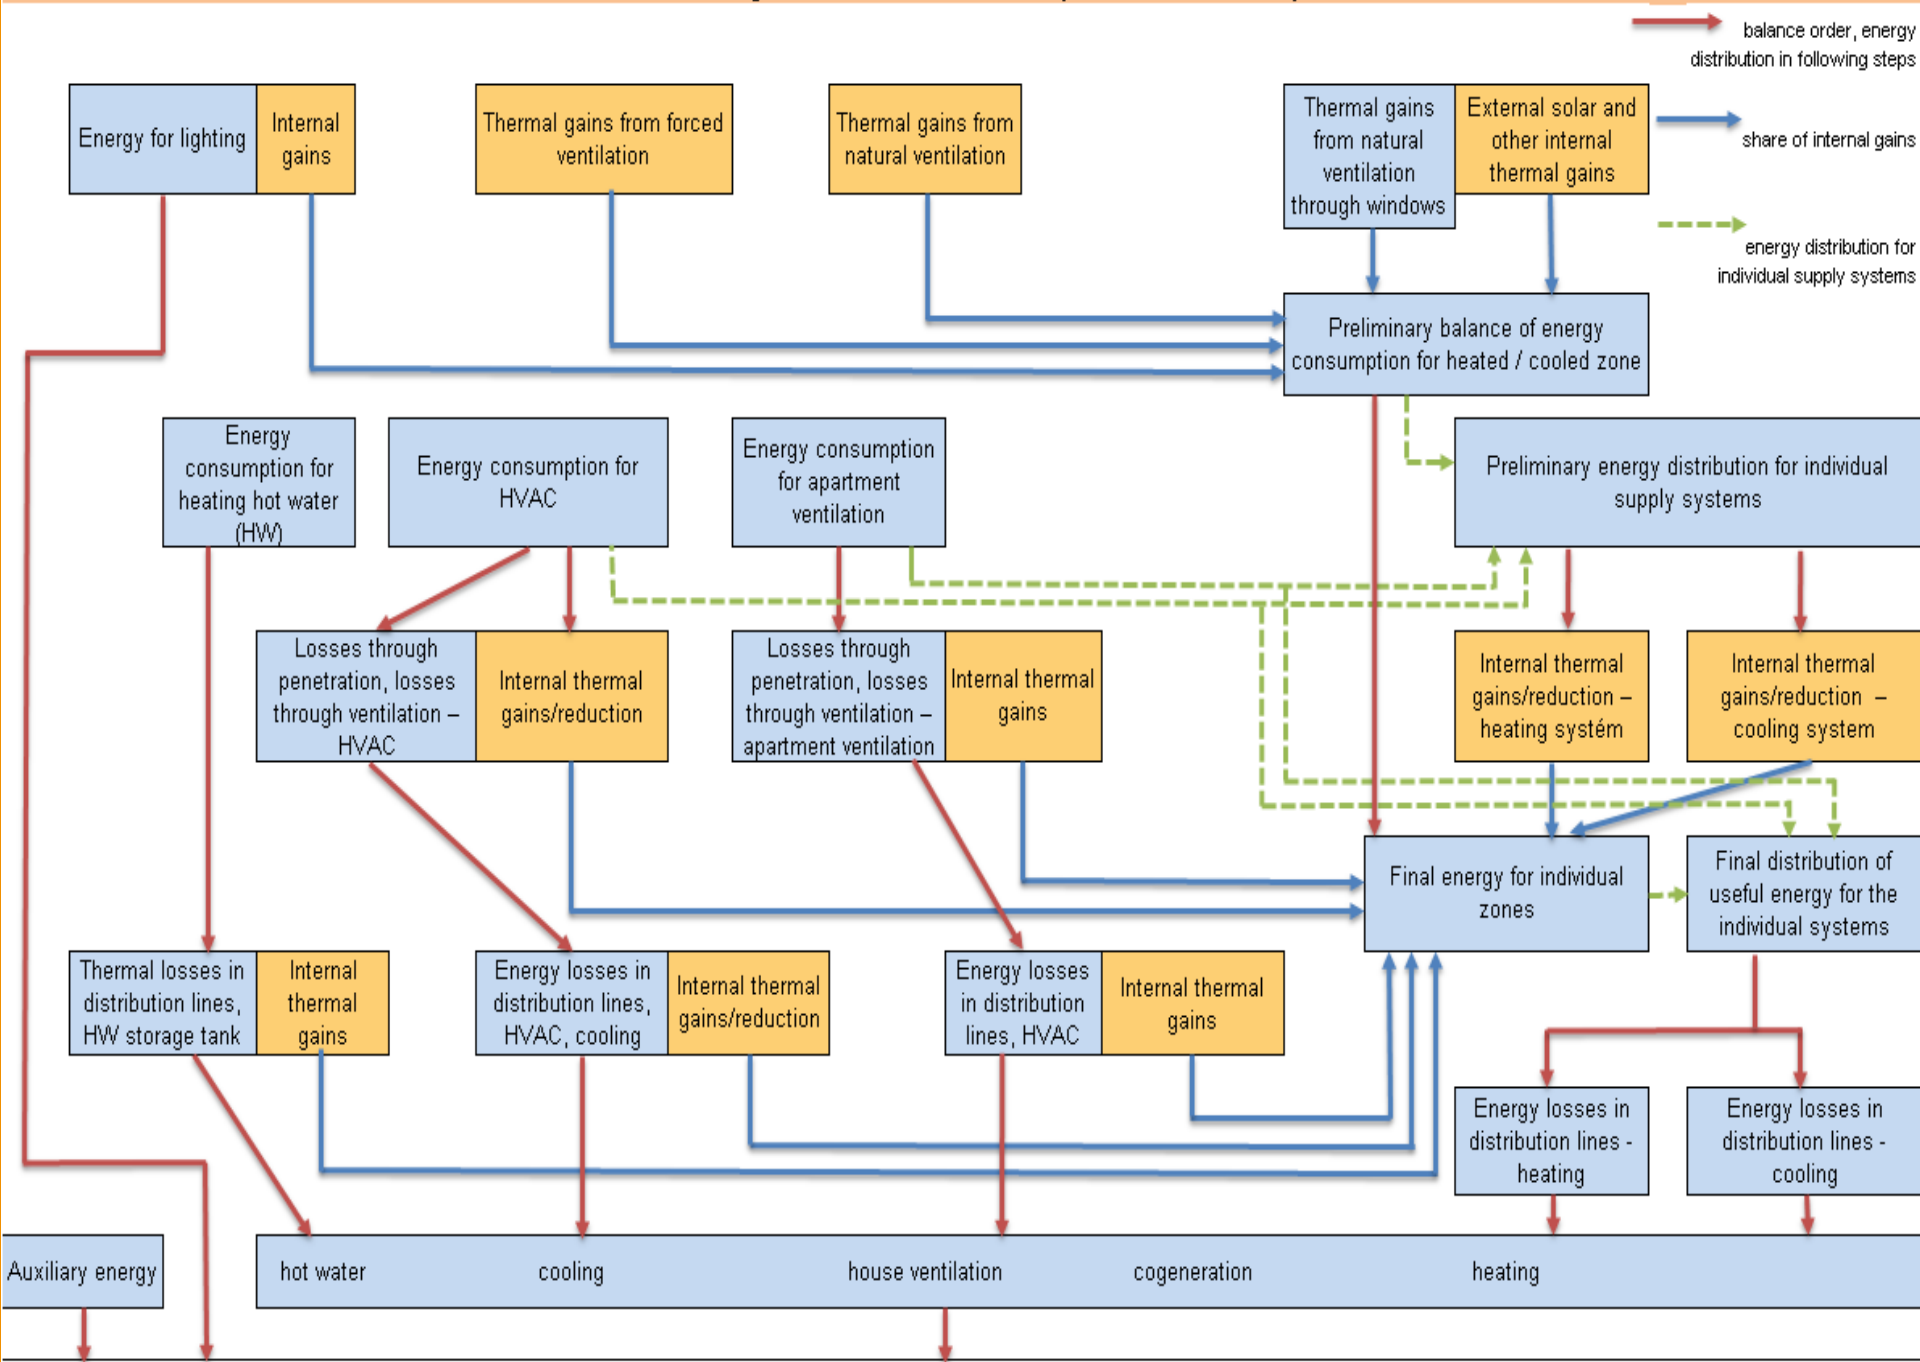 balance order, energy
distribution in following steps
Energy for lighting
Internal
gains
Thermal gains from forced
ventilation
Thermal gains from
natural ventilation
Thermal gains
from natural
ventilation
through windows
External solar and
other internal
thermal gains
share of internal gains
energy distribution for
individual supply systems
Preliminary balance of energy
consumption for heated / cooled zone
Energy
consumption for
heating hot water
(HW)
Energy consumption for
HVAC
Energy consumption
for apartment
ventilation
Preliminary energy distribution for individual
supply systems
Losses through
penetration, losses
through ventilation –
HVAC
Internal thermal
gains/reduction
Losses through
penetration, losses
through ventilation –
apartment ventilation
Internal thermal
gains
Internal thermal
gains/reduction –
heating systém
Internal thermal
gains/reduction –
cooling system
Final energy for individual
zones
Final distribution of
useful energy for the
individual systems
Thermal losses in
distribution lines,
HW storage tank
Internal
thermal
gains
Energy losses in
distribution lines,
HVAC, cooling
Internal thermal
gains/reduction
Energy losses
in distribution
lines, HVAC
Internal thermal
gains
Energy losses in
distribution lines -
heating
Energy losses in
distribution lines -
cooling
Auxiliary energy
hot water
cooling
house ventilation
cogeneration
heating